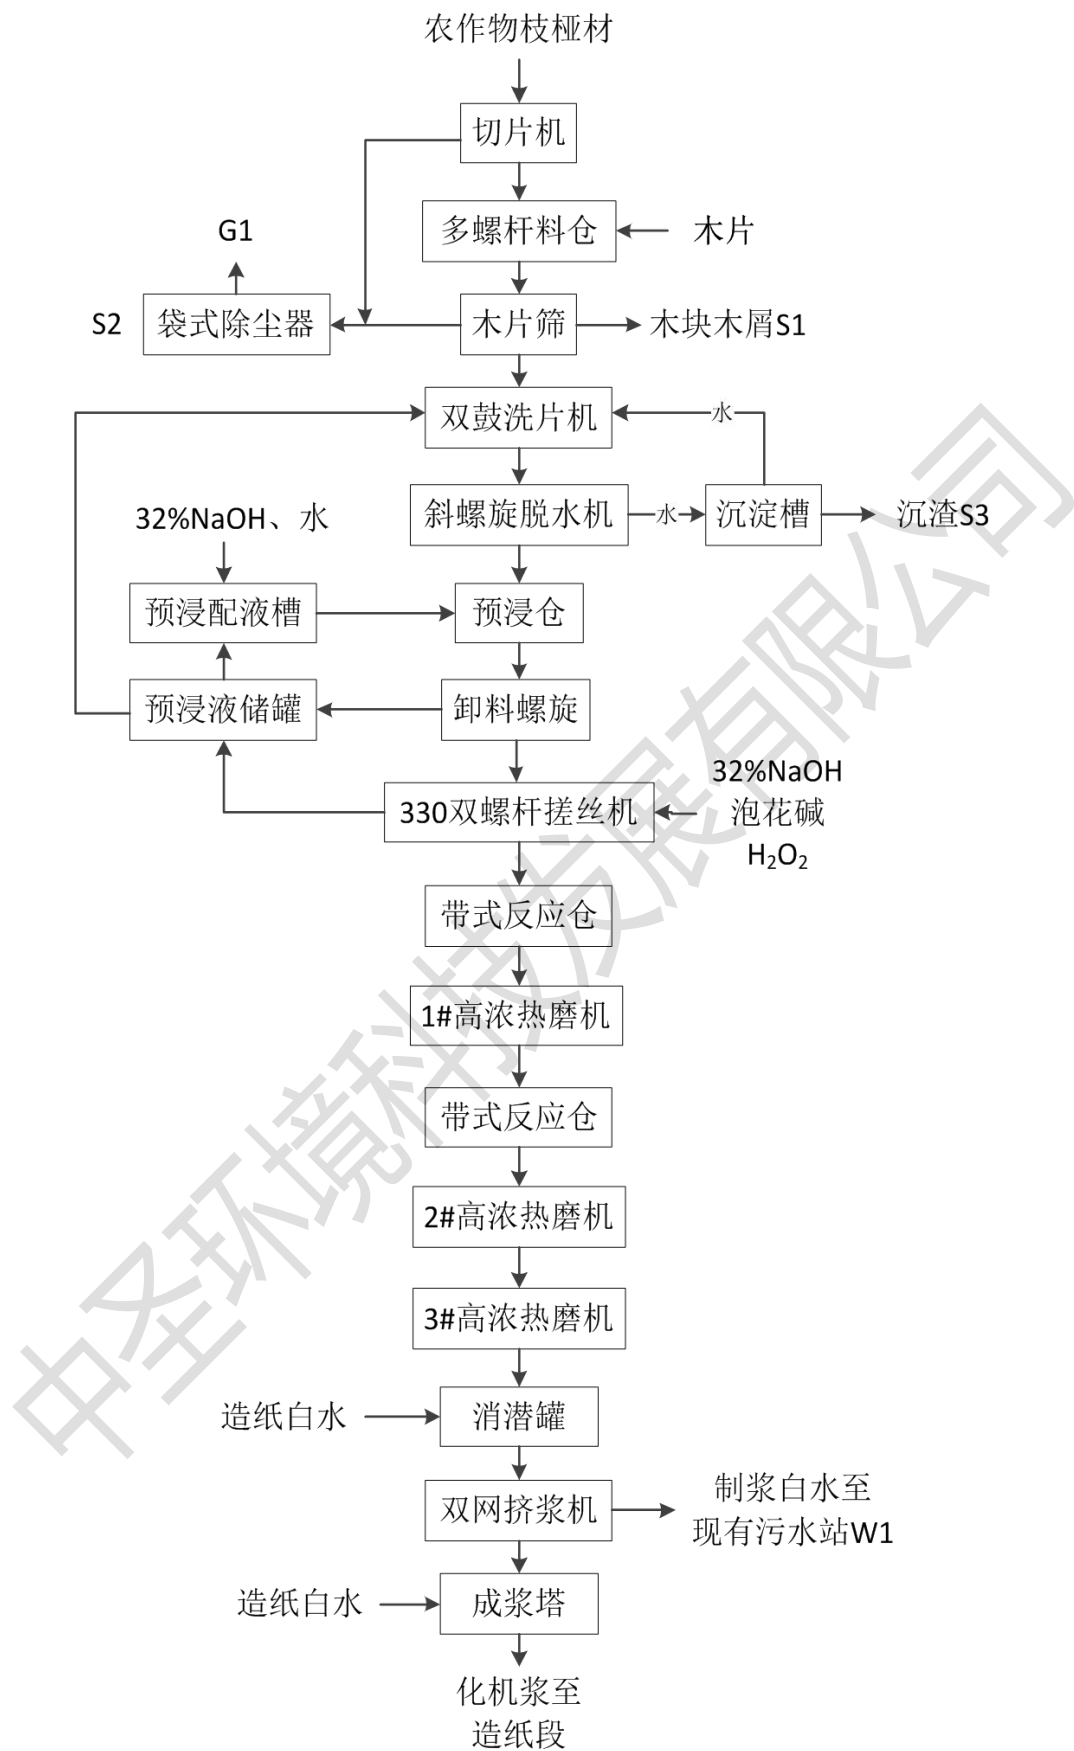 农作物枝桠材
切片机
多螺杆料仓
木片
G1
S2
袋式除尘器
木片筛
木块木屑S1
双鼓洗片机
水
32%NaOH、水
斜螺旋脱水机
水
沉淀槽
沉渣S3
预浸配液槽
预浸仓
预浸液储罐
卸料螺旋
330双螺杆搓丝机
32%NaOH
泡花碱
H₂O₂
带式反应仓
1#高浓热磨机
带式反应仓
2#高浓热磨机
3#高浓热磨机
造纸白水
消潜罐
双网挤浆机
制浆白水至
现有污水站W1
造纸白水
成浆塔
化机浆至
造纸段
中圣环境科技发展有限公司